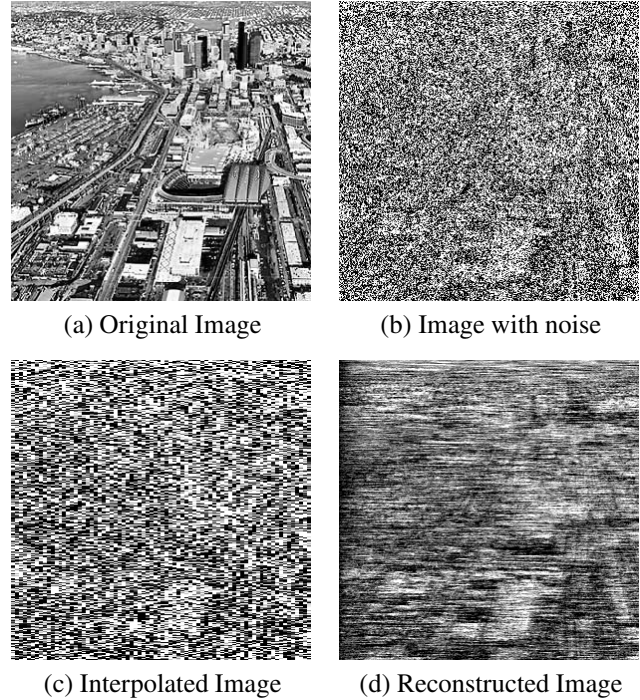 (a) Original Image
(b) Image with noise
(c) Interpolated Image
(d) Reconstructed Image